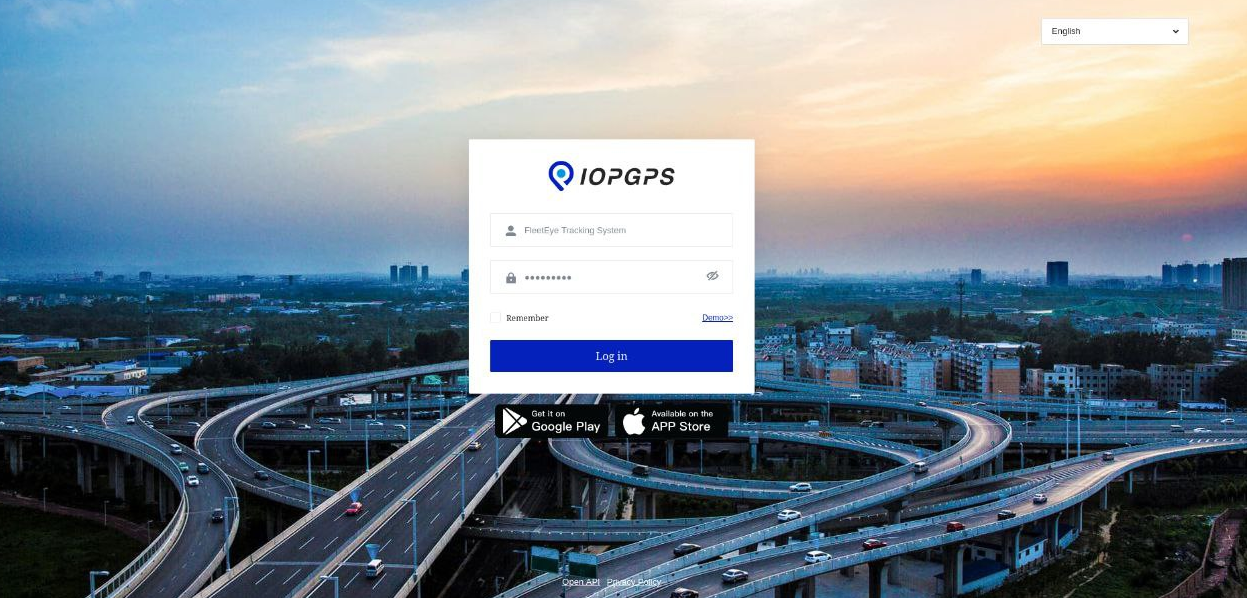 English
IOPGPS
FleetEye Tracking System
Remember
Demo>>
Log in
Get it on
Google Play
Available on the
APP Store
Open API Privacy Policy